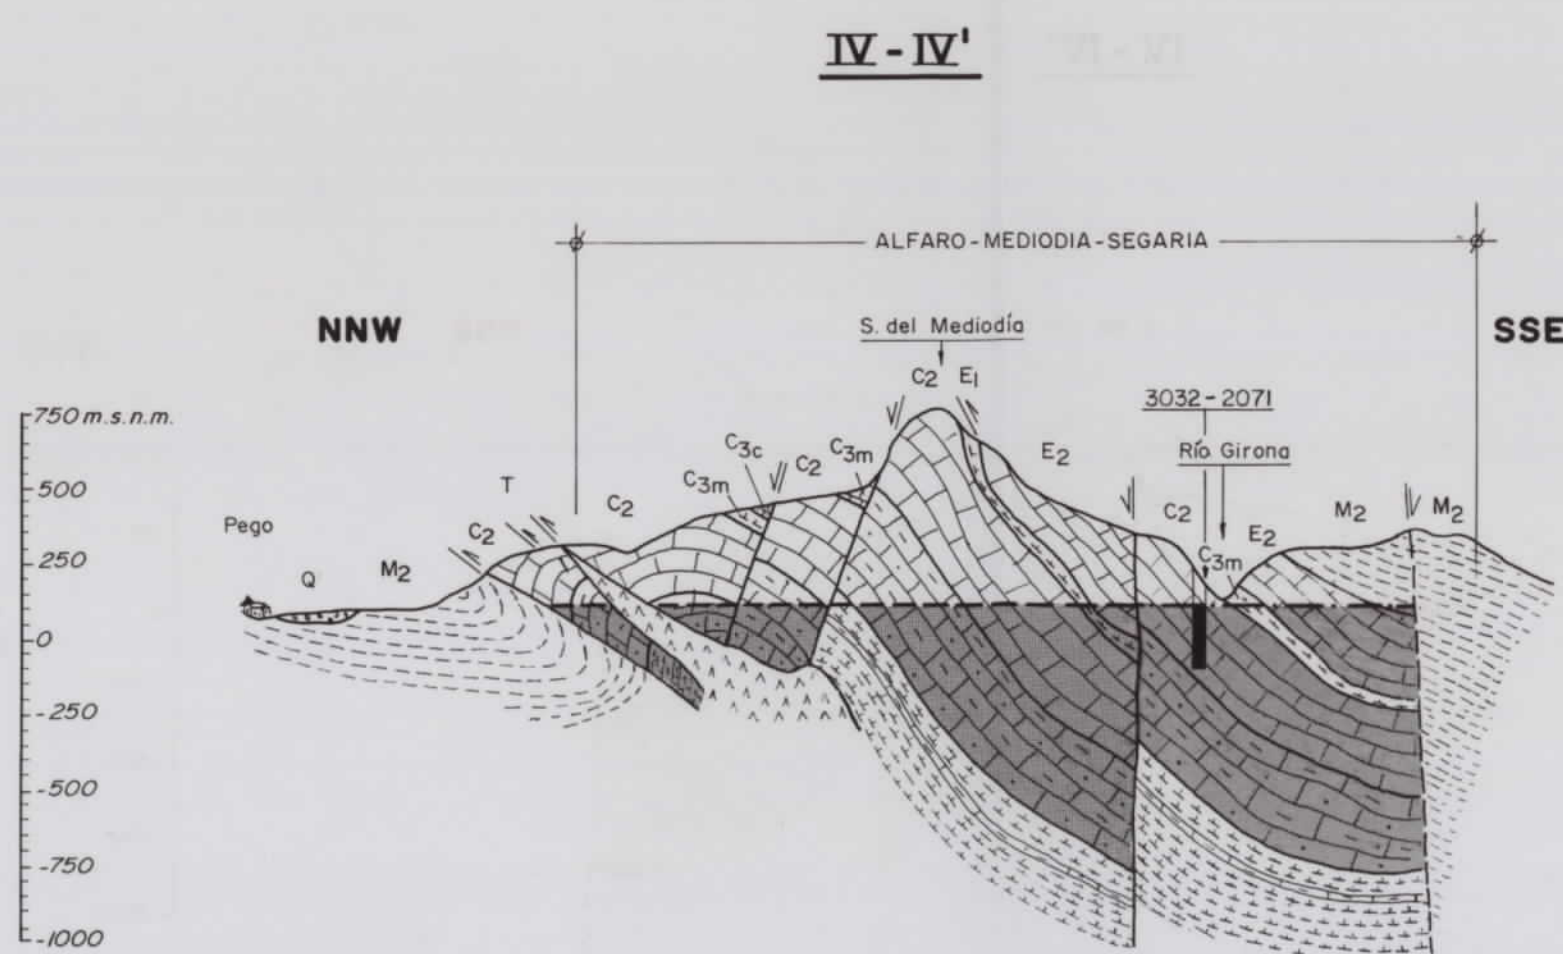 IV - IV'
ALFARO - MEDIODIA - SEGARIA
NNW
S. del Mediodía
SSE
C2 E1
3032 - 2071
750 m.s.n.m.
C3c C2 C3m
E2
Río Girona
500
T
C3m
C2
M2
M2
Pego
C2
C2
E2
C3m
250
Q
M2
0
-250
-500
-750
-1000